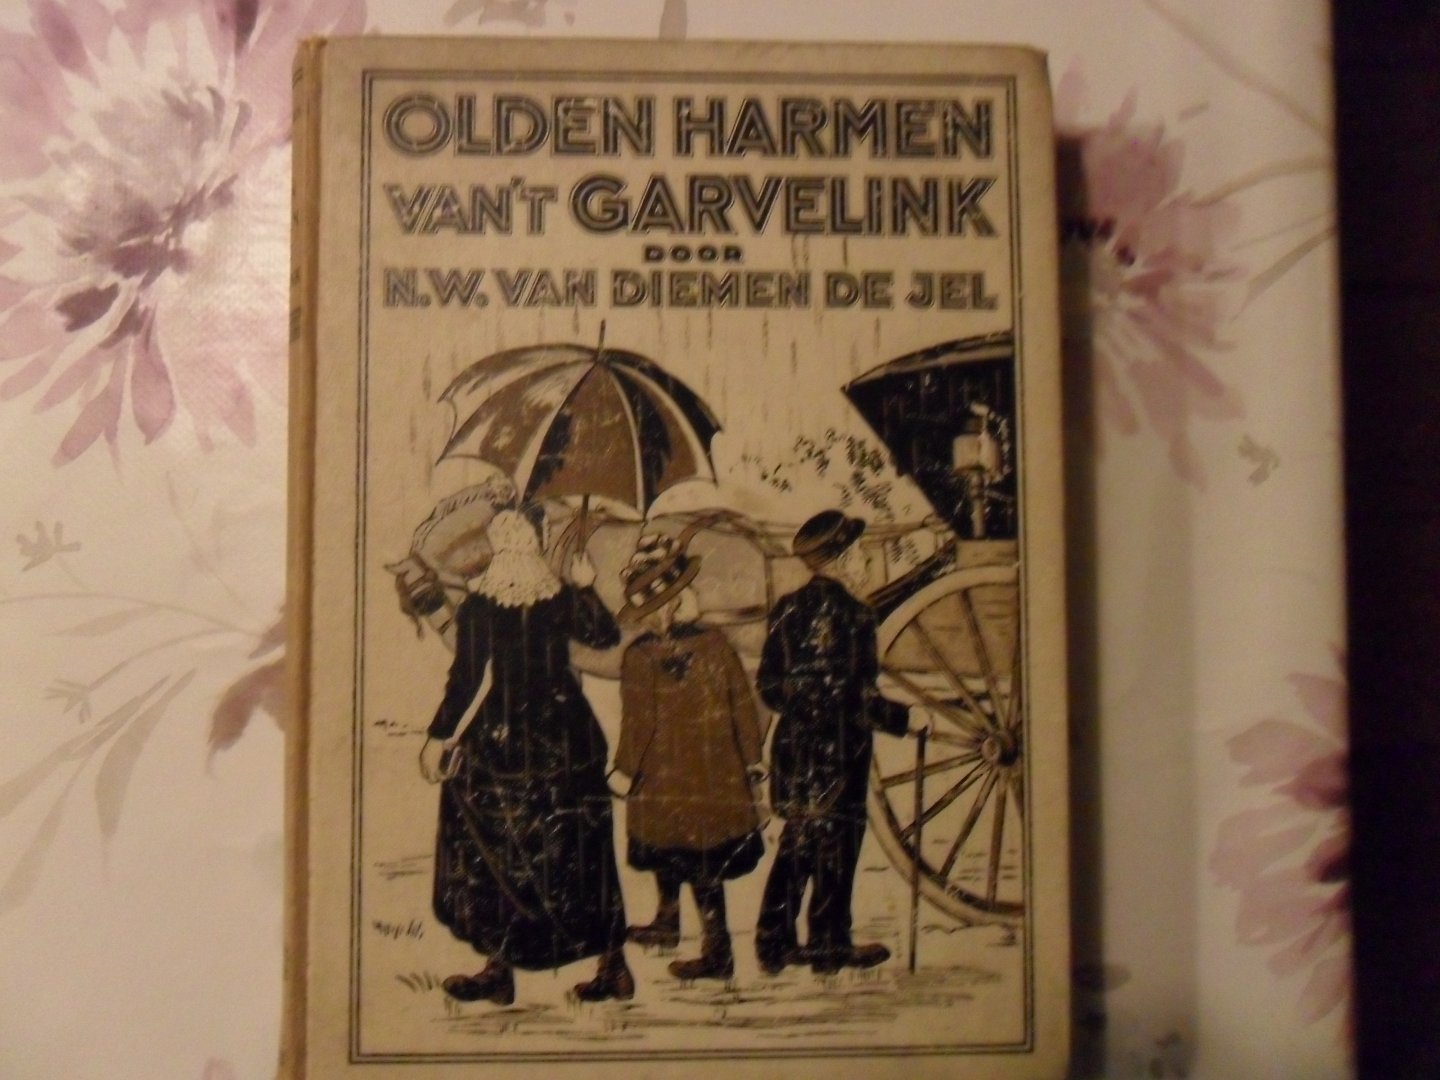 OLDEN HARMEN
VAN'T GARVELINK
DOOR
N.W. VAN DIEMEN DE JEL